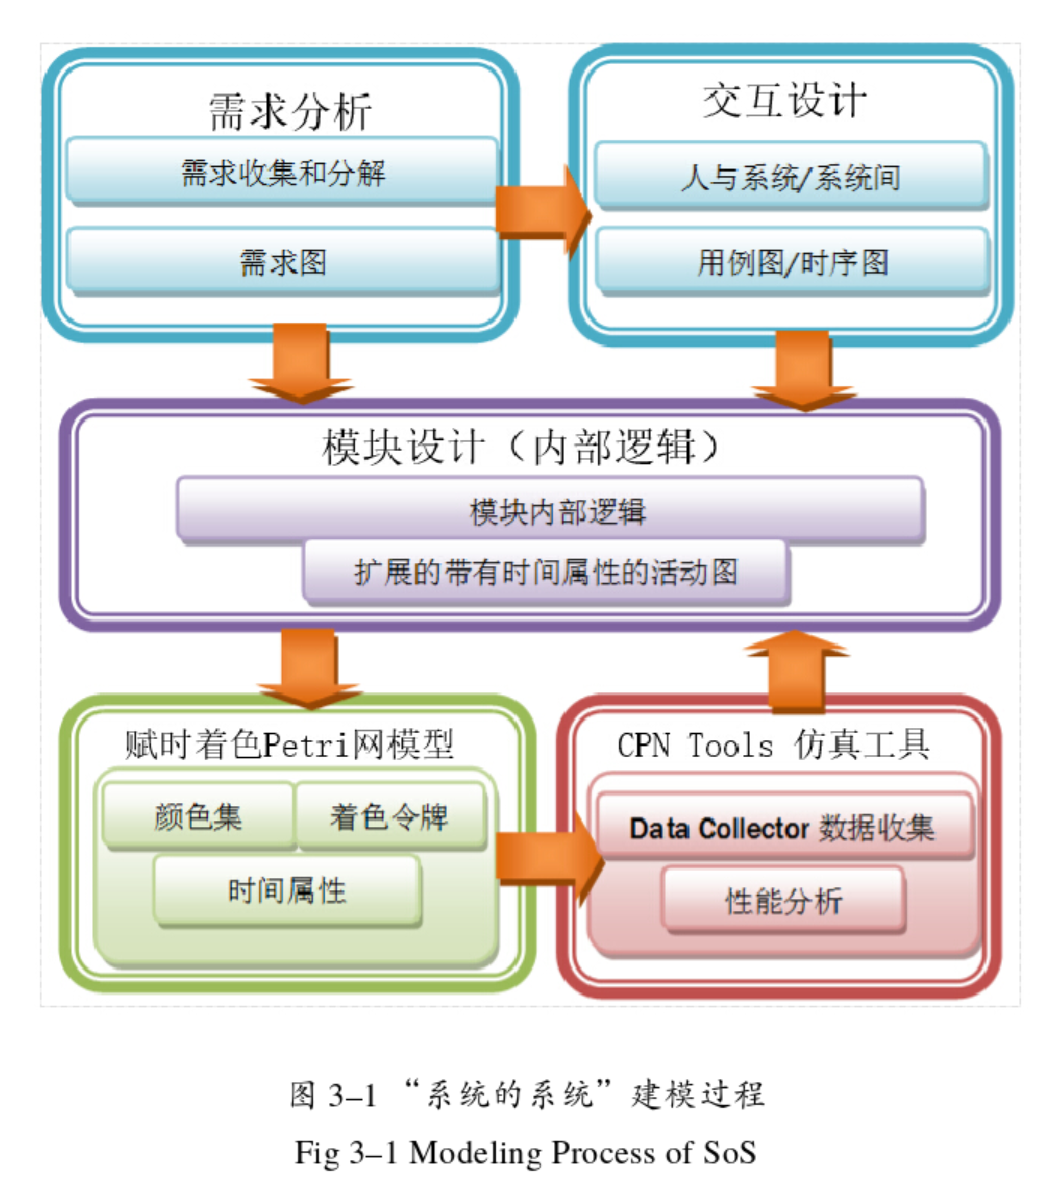 需求分析
需求收集和分解
需求图
交互设计
人与系统/系统间
用例图/时序图
模块设计（内部逻辑）
模块内部逻辑
扩展的带有时间属性的活动图
赋时着色Petri网模型
颜色集
着色令牌
时间属性
CPN Tools 仿真工具
Data Collector 数据收集
性能分析
图 3–1 “系统的系统”建模过程
Fig 3–1 Modeling Process of SoS